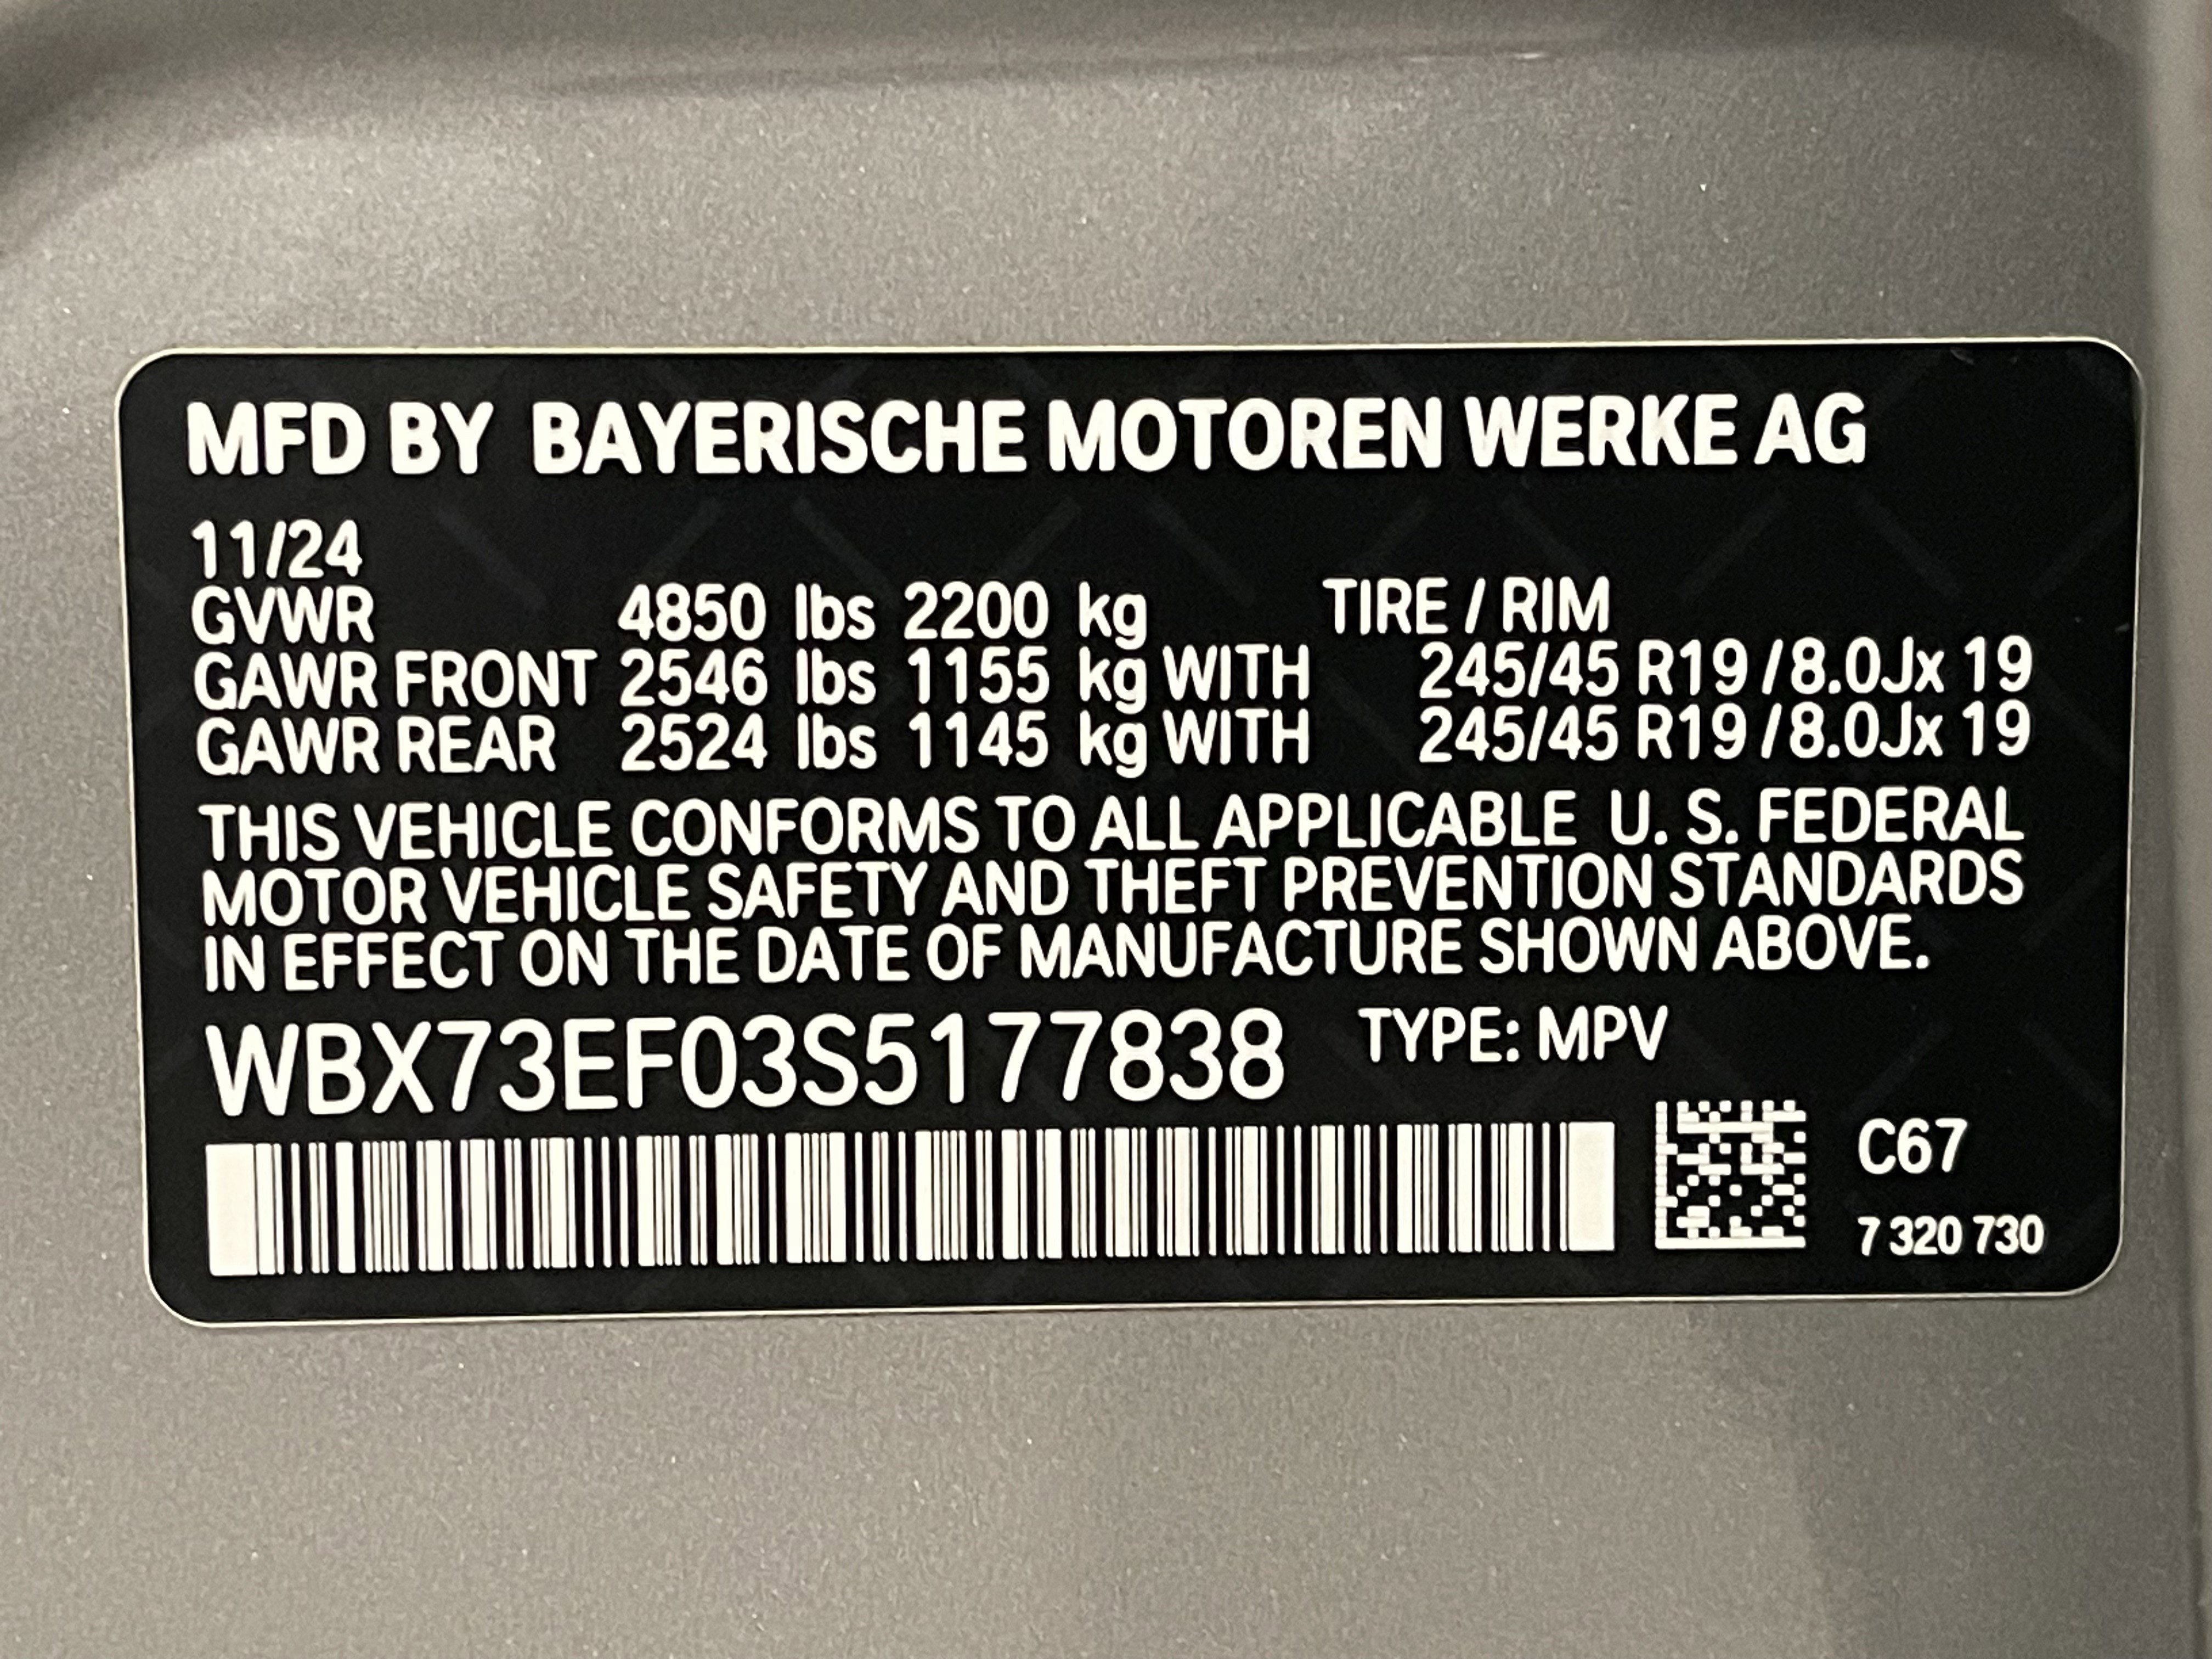 MFD BY BAYERISCHE MOTOREN WERKE AG
11/24
GVWR 4850 lbs 2200 kg TIRE / RIM
GAWR FRONT 2546 lbs 1155 kg WITH 245/45 R19 / 8.0Jx 19
GAWR REAR 2524 lbs 1145 kg WITH 245/45 R19 / 8.0Jx 19
THIS VEHICLE CONFORMS TO ALL APPLICABLE U. S. FEDERAL
MOTOR VEHICLE SAFETY AND THEFT PREVENTION STANDARDS
IN EFFECT ON THE DATE OF MANUFACTURE SHOWN ABOVE.
WBX73EF03S5177838 TYPE: MPV
C67
7 320 730